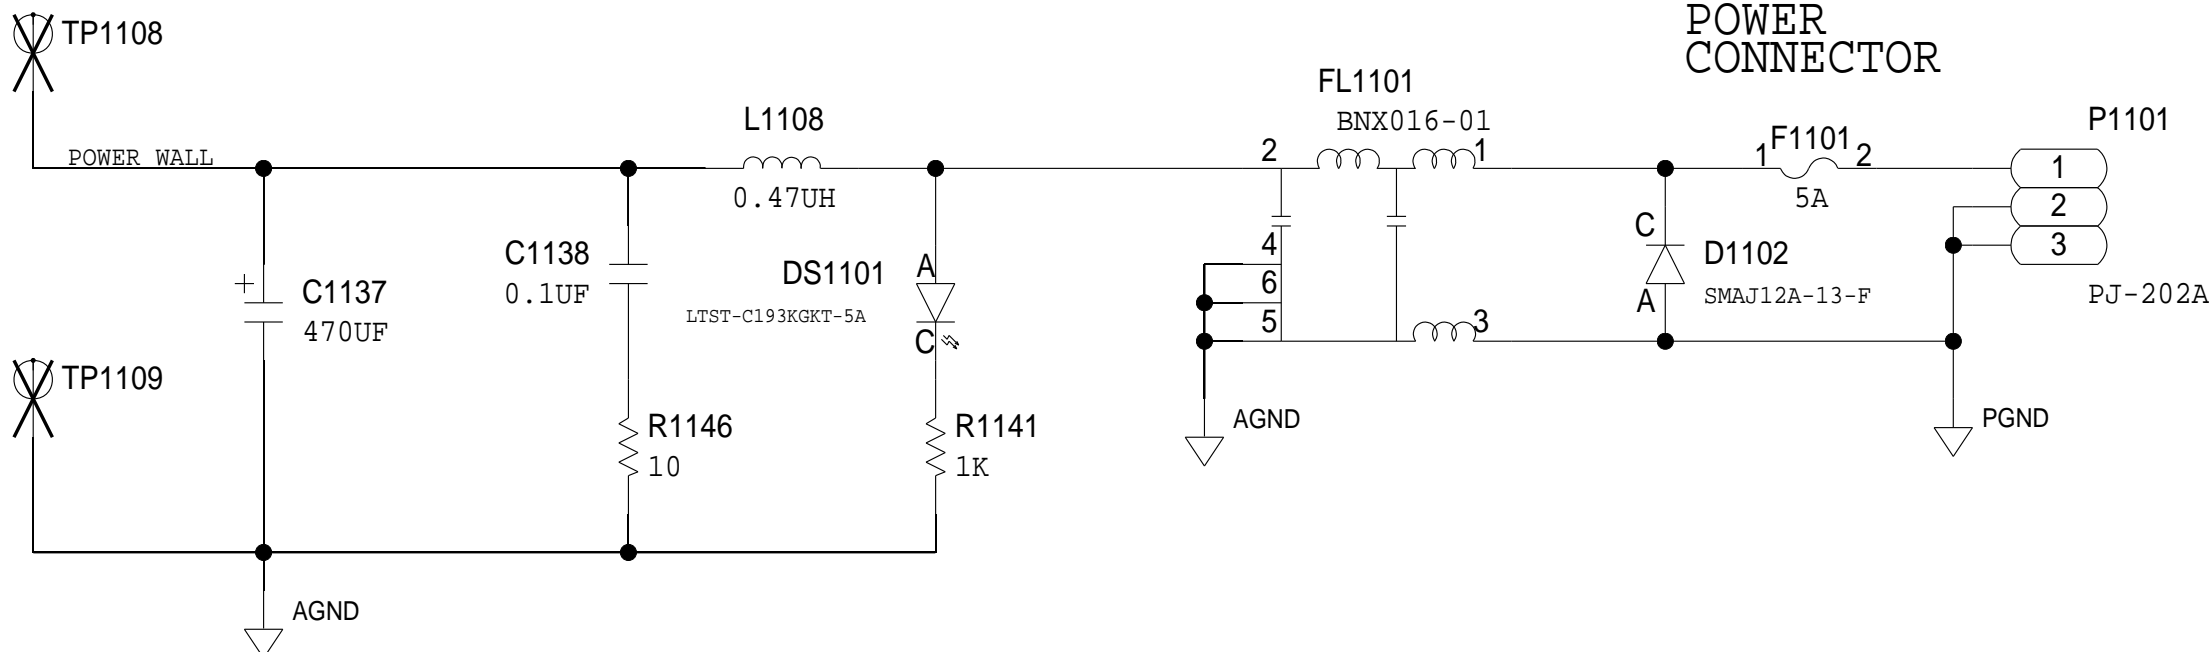 POWER
CONNECTOR
TP1108
FL1101
BNX016-01
L1108
F1101
P1101
POWER WALL
2
1
1
2
1
0.47UH
5A
2
C
4
3
C1138
DS1101
A
D1102
0.1UF
6
C1137
A
SMAJ12A-13-F
PJ-202A
470UF
LTST-C193KGKT-5A
5
3
C
TP1109
AGND
PGND
R1146
R1141
10
1K
AGND
+